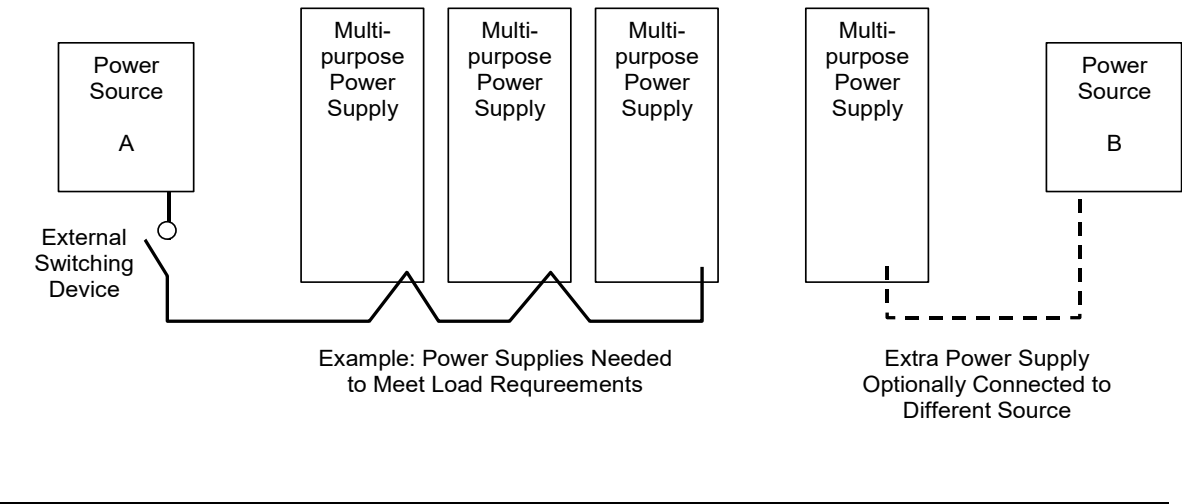 Power
Source
A
External
Switching
Device
Multi-
purpose
Power
Supply
Multi-
purpose
Power
Supply
Multi-
purpose
Power
Supply
Multi-
purpose
Power
Supply
Power
Source
B
Example: Power Supplies Needed
to Meet Load Requreements
Extra Power Supply
Optionally Connected to
Different Source